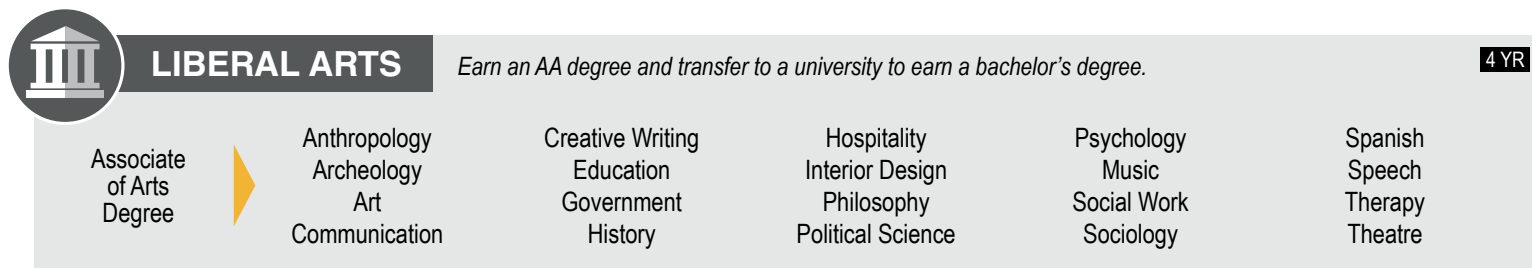 LIBERAL ARTS
Earn an AA degree and transfer to a university to earn a bachelor’s degree.
4 YR
Associate
of Arts
Degree
Anthropology
Archeology
Art
Communication
Creative Writing
Education
Government
History
Hospitality
Interior Design
Philosophy
Political Science
Psychology
Music
Social Work
Sociology
Spanish
Speech
Therapy
Theatre